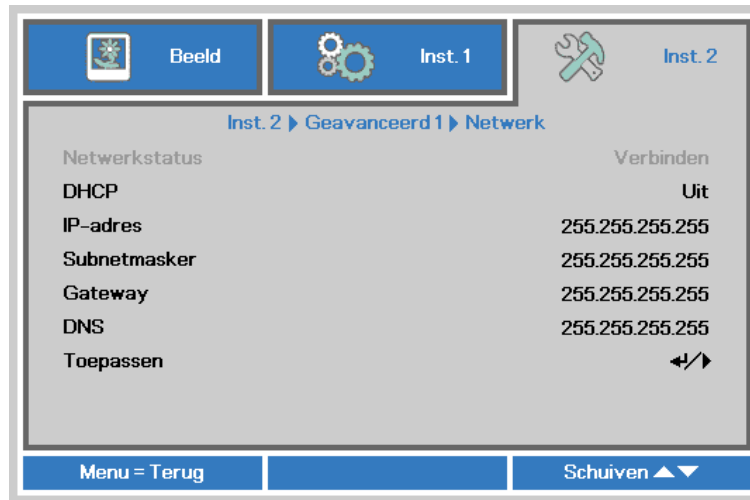 Beeld
Inst. 1
Inst. 2
Inst. 2 ▶ Geavanceerd 1 ▶ Netwerk
Netwerkstatus Verbinden
DHCP Uit
IP-adres 255.255.255.255
Subnetmasker 255.255.255.255
Gateway 255.255.255.255
DNS 255.255.255.255
Toepassen ↵/▶
Menu = Terug
Schuiven ▲▼